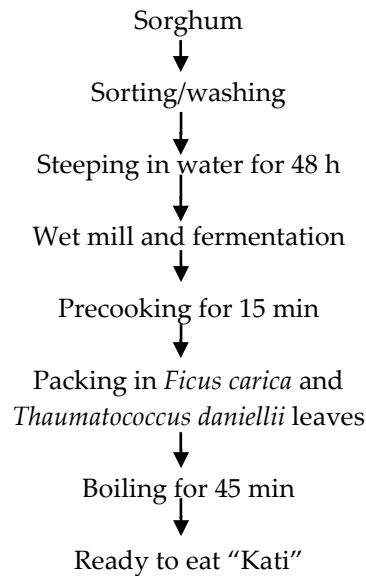 Sorghum
Sorting/washing
Steeping in water for 48 h
Wet mill and fermentation
Precooking for 15 min
Packing in Ficus carica and
Thaumatococcus daniellii leaves
Boiling for 45 min
Ready to eat “Kati”